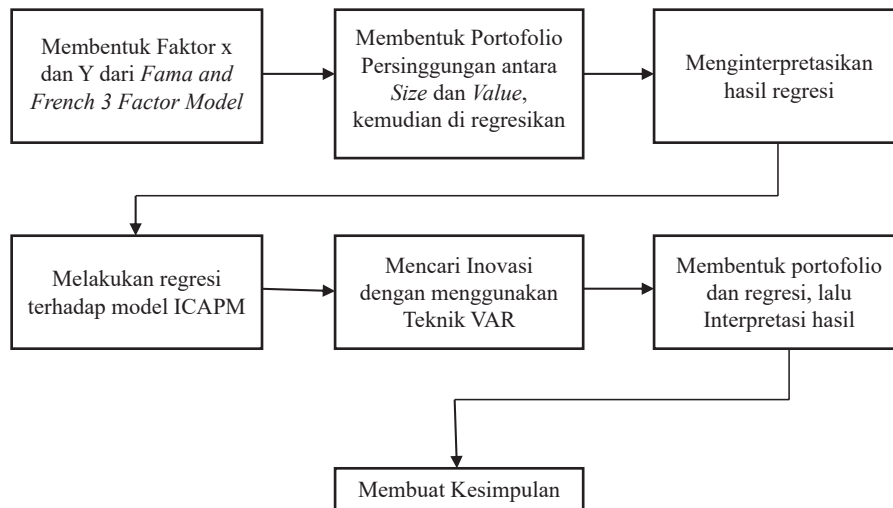 Membentuk Faktor x
dan Y dari Fama and
French 3 Factor Model
Membentuk Portofolio
Persinggungan antara
Size dan Value,
kemudian di regresikan
Menginterpretasikan
hasil regresi
Melakukan regresi
terhadap model ICAPM
Mencari Inovasi
dengan menggunakan
Teknik VAR
Membentuk portofolio
dan regresi, lalu
Interpretasi hasil
Membuat Kesimpulan